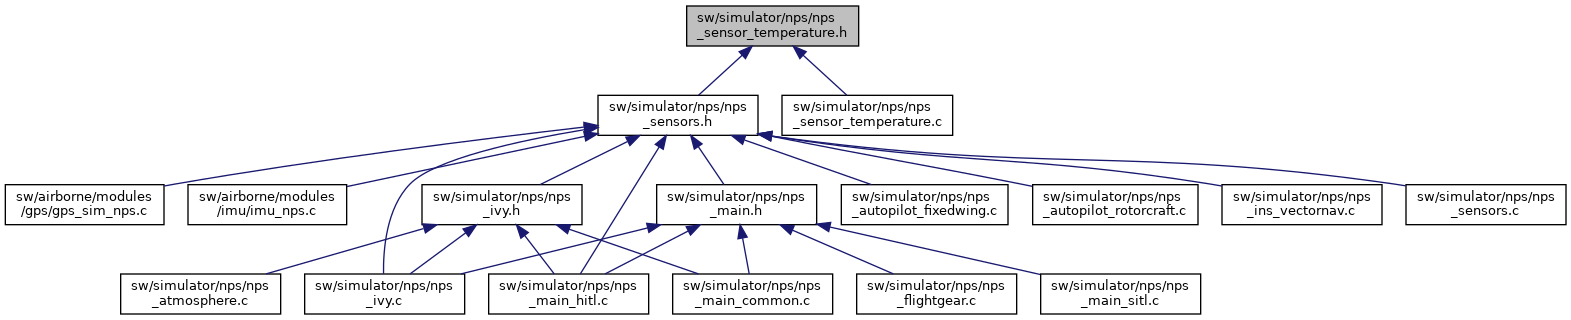 sw/simulator/nps/nps
_sensor_temperature.h
sw/simulator/nps/nps
_sensors.h
sw/simulator/nps/nps
_sensor_temperature.c
sw/airborne/modules
/gps/gps_sim_nps.c
sw/airborne/modules
/imu/imu_nps.c
sw/simulator/nps/nps
_ivy.h
sw/simulator/nps/nps
_main.h
sw/simulator/nps/nps
_autopilot_fixedwing.c
sw/simulator/nps/nps
_autopilot_rotorcraft.c
sw/simulator/nps/nps
_ins_vectornav.c
sw/simulator/nps/nps
_sensors.c
sw/simulator/nps/nps
_atmosphere.c
sw/simulator/nps/nps
_ivy.c
sw/simulator/nps/nps
_main_hitl.c
sw/simulator/nps/nps
_main_common.c
sw/simulator/nps/nps
_flightgear.c
sw/simulator/nps/nps
_main_sitl.c